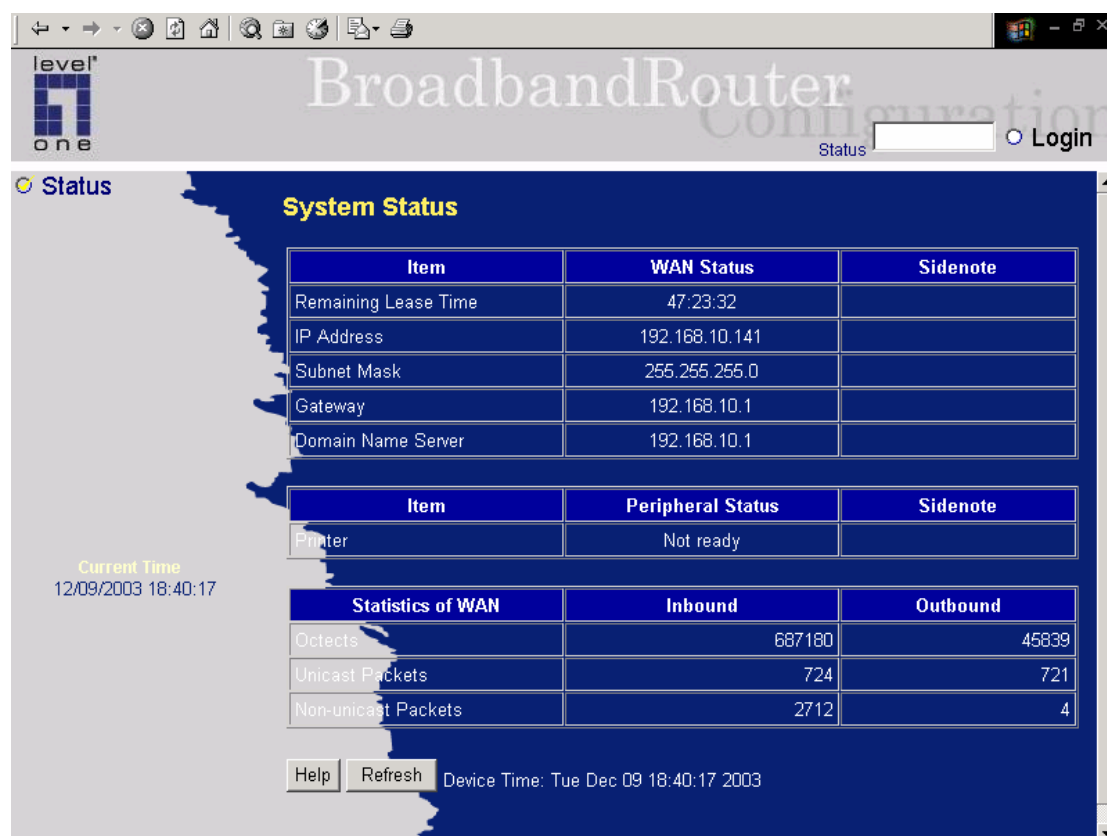 level
one
BroadbandRouter
Configuration
Status
Login
Status
System Status
Item WAN Status Sidenote
Remaining Lease Time 47:23:32
IP Address 192.168.10.141
Subnet Mask 255.255.255.0
Gateway 192.168.10.1
Domain Name Server 192.168.10.1
Item Peripheral Status Sidenote
Printer Not ready
Current Time
12/09/2003 18:40:17
Statistics of WAN Inbound Outbound
Octects 687180 45839
Unicast Packets 724 721
Non-unicast Packets 2712 4
Help Refresh Device Time: Tue Dec 09 18:40:17 2003